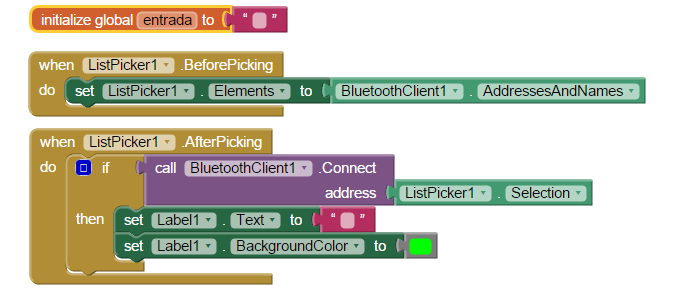 initialize global entrada to " "
when ListPicker1 .BeforePicking
do set ListPicker1 . Elements to BluetoothClient1 . AddressesAndNames
when ListPicker1 .AfterPicking
do if call BluetoothClient1 .Connect
address ListPicker1 . Selection
then set Label1 . Text to " "
set Label1 . BackgroundColor to